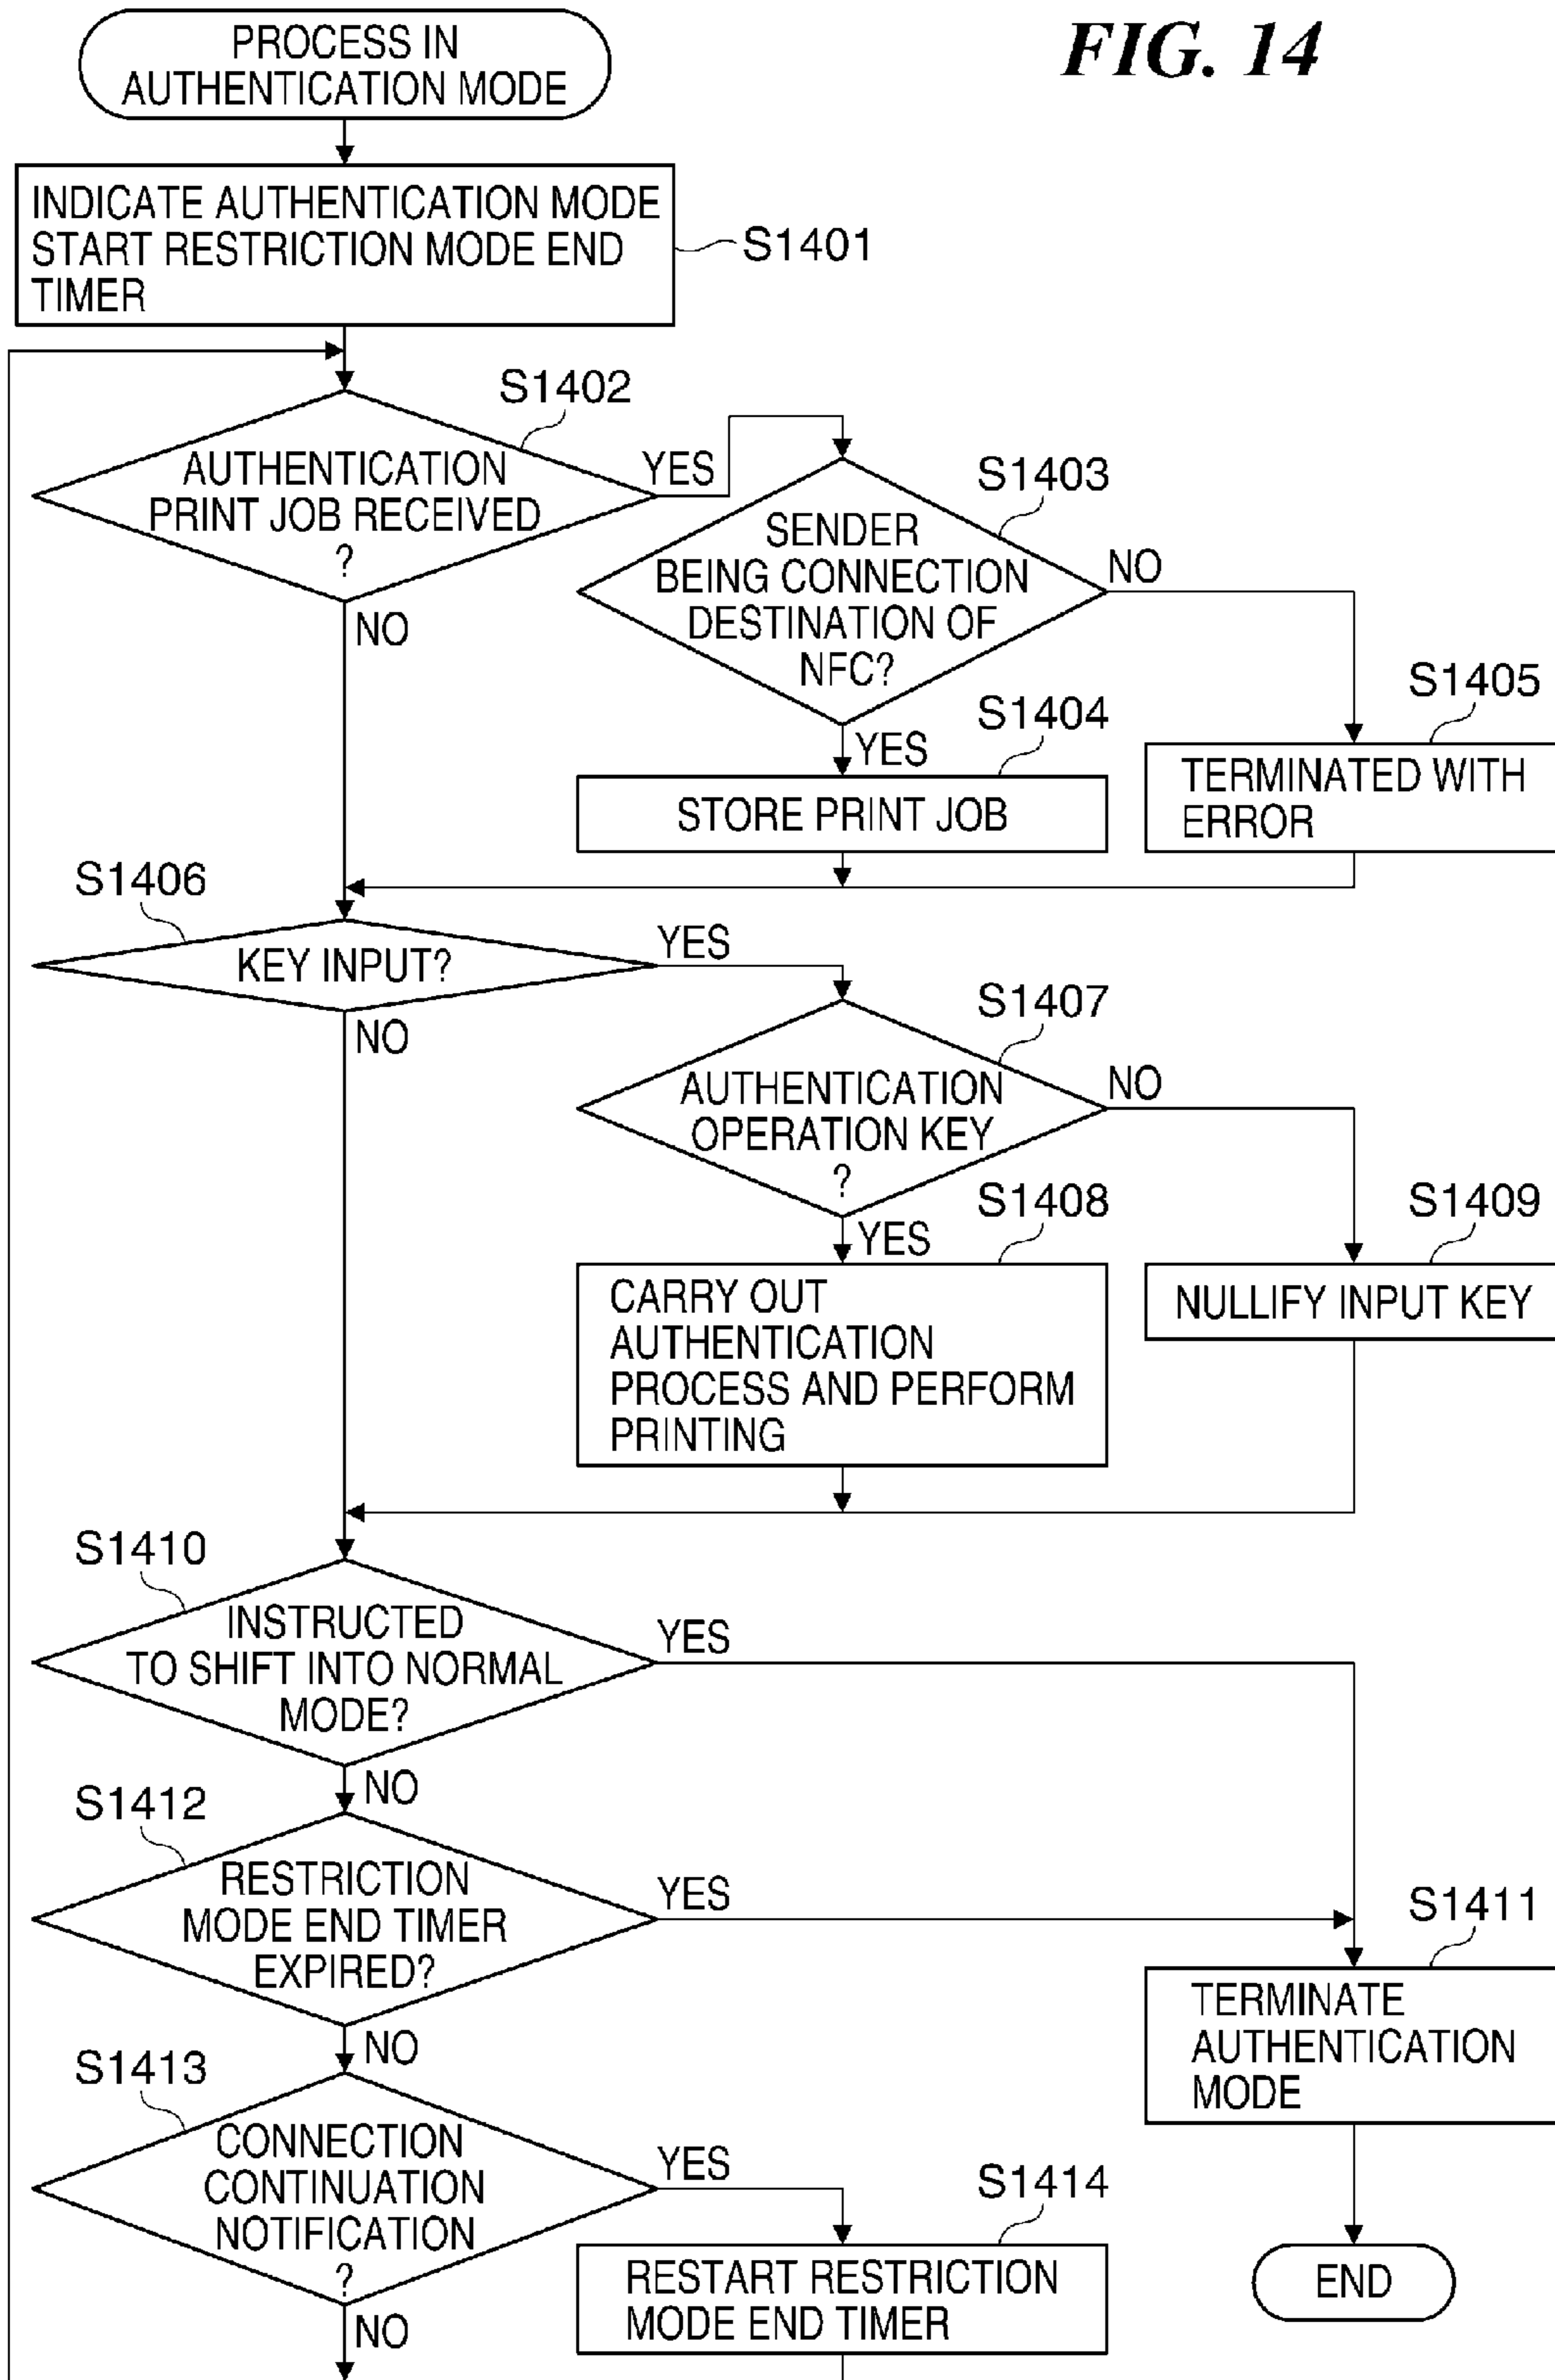 FIG. 14
PROCESS IN
AUTHENTICATION MODE
INDICATE AUTHENTICATION MODE
START RESTRICTION MODE END
TIMER
S1401
S1402
AUTHENTICATION
PRINT JOB RECEIVED
?
YES
NO
S1403
SENDER
BEING CONNECTION
DESTINATION OF
NFC?
NO
YES
S1404
STORE PRINT JOB
S1405
TERMINATED WITH
ERROR
S1406
KEY INPUT?
YES
NO
S1407
AUTHENTICATION
OPERATION KEY
?
NO
YES
S1408
CARRY OUT
AUTHENTICATION
PROCESS AND PERFORM
PRINTING
S1409
NULLIFY INPUT KEY
S1410
INSTRUCTED
TO SHIFT INTO NORMAL
MODE?
YES
NO
S1412
RESTRICTION
MODE END TIMER
EXPIRED?
YES
NO
S1411
TERMINATE
AUTHENTICATION
MODE
S1413
CONNECTION
CONTINUATION
NOTIFICATION
?
YES
NO
S1414
RESTART RESTRICTION
MODE END TIMER
END